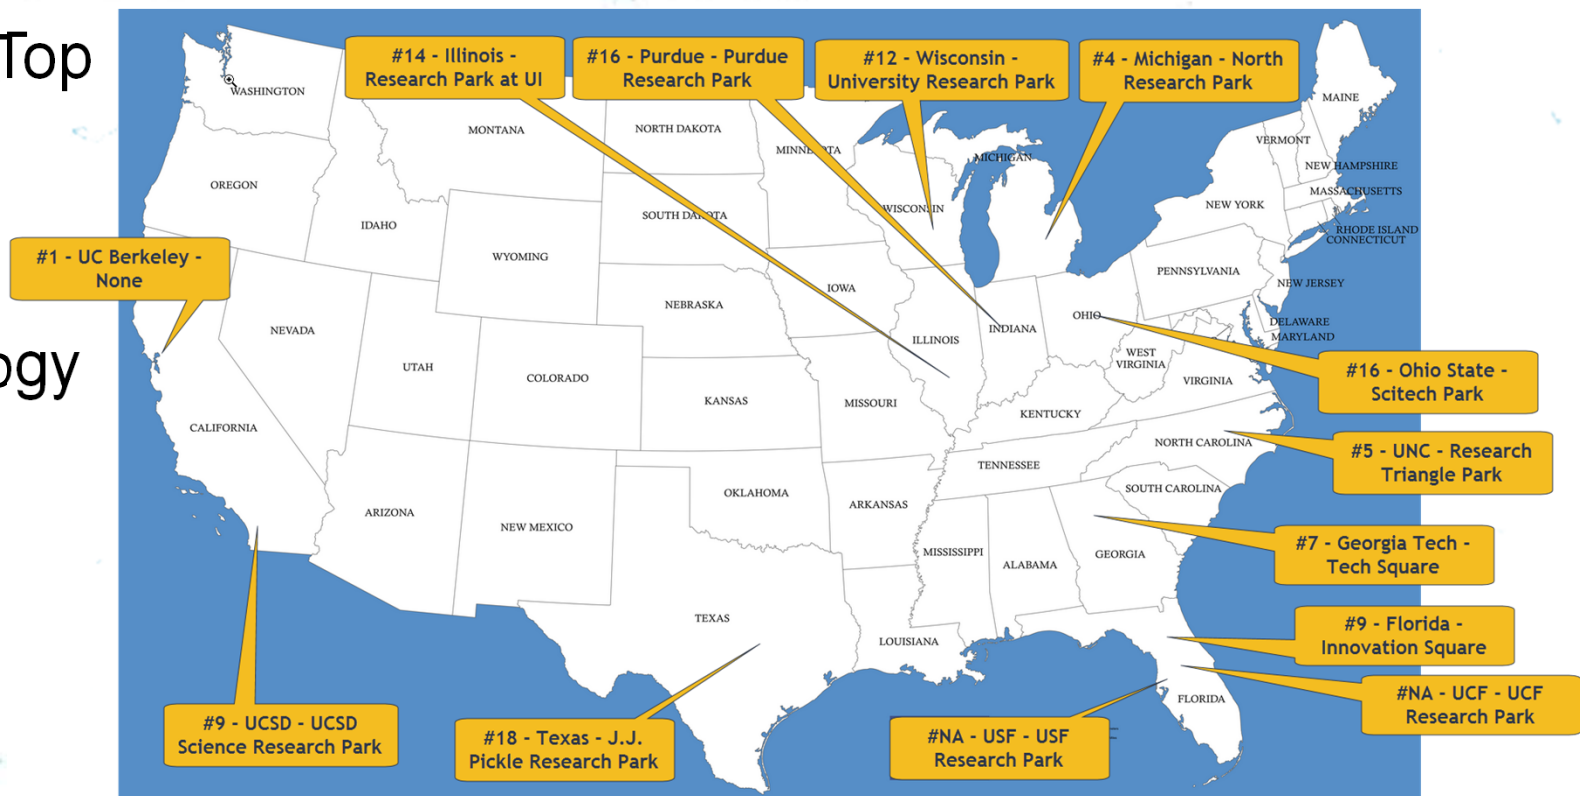 Top
ogy
#14 - Illinois -
Research Park at UI
#16 - Purdue - Purdue
Research Park
#12 - Wisconsin -
University Research Park
#4 - Michigan - North
Research Park
#1 - UC Berkeley -
None
#16 - Ohio State -
Scitech Park
#5 - UNC - Research
Triangle Park
#7 - Georgia Tech -
Tech Square
#9 - Florida -
Innovation Square
#NA - UCF - UCF
Research Park
#NA - USF - USF
Research Park
#18 - Texas - J.J.
Pickle Research Park
#9 - UCSD - UCSD
Science Research Park
WASHINGTON
MONTANA
NORTH DAKOTA
MINNESOTA
MICHIGAN
MAINE
VERMONT
NEW HAMPSHIRE
MASSACHUSETTS
OREGON
IDAHO
SOUTH DAKOTA
WISCONSIN
NEW YORK
RHODE ISLAND
CONNECTICUT
WYOMING
IOWA
PENNSYLVANIA
NEW JERSEY
NEBRASKA
NEVADA
ILLINOIS
INDIANA
OHIO
DELAWARE
MARYLAND
UTAH
COLORADO
WEST
VIRGINIA
VIRGINIA
KANSAS
MISSOURI
KENTUCKY
CALIFORNIA
NORTH CAROLINA
TENNESSEE
SOUTH CAROLINA
ARIZONA
NEW MEXICO
OKLAHOMA
ARKANSAS
MISSISSIPPI
ALABAMA
GEORGIA
TEXAS
LOUISIANA
FLORIDA